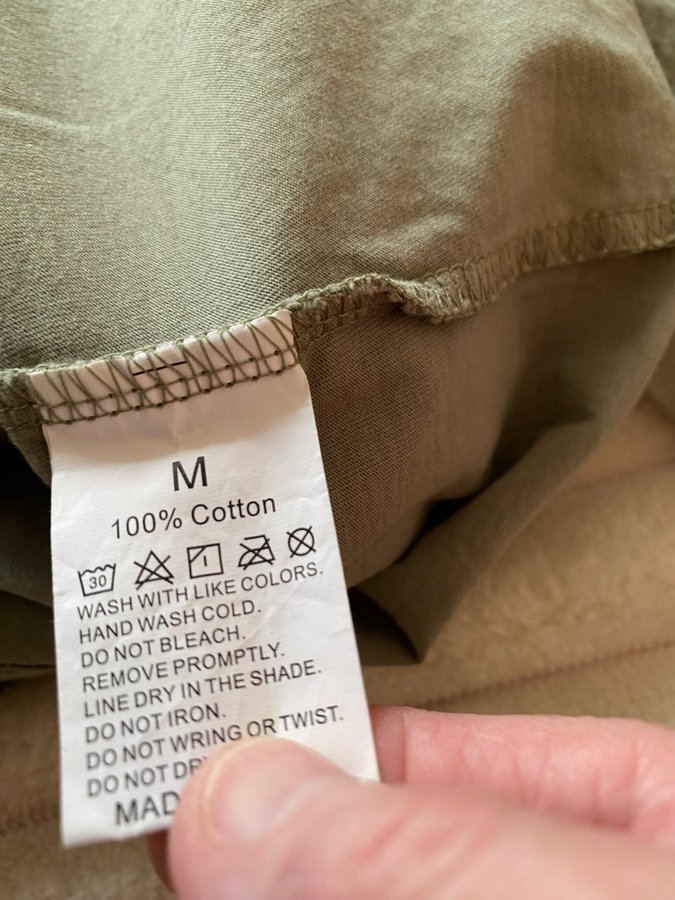 M
100% Cotton
30
WASH WITH LIKE COLORS.
HAND WASH COLD.
DO NOT BLEACH.
REMOVE PROMPTLY.
LINE DRY IN THE SHADE.
DO NOT IRON.
DO NOT WRING OR TWIST.
DO NOT